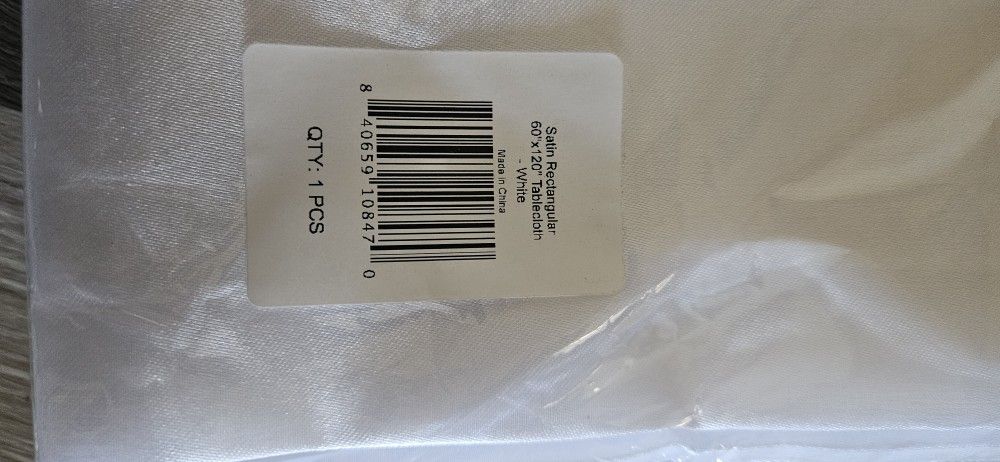 Satin Rectangular
60"x120" Tablecloth
- White
Made in China
8 40659 10847 0
QTY: 1 PCS